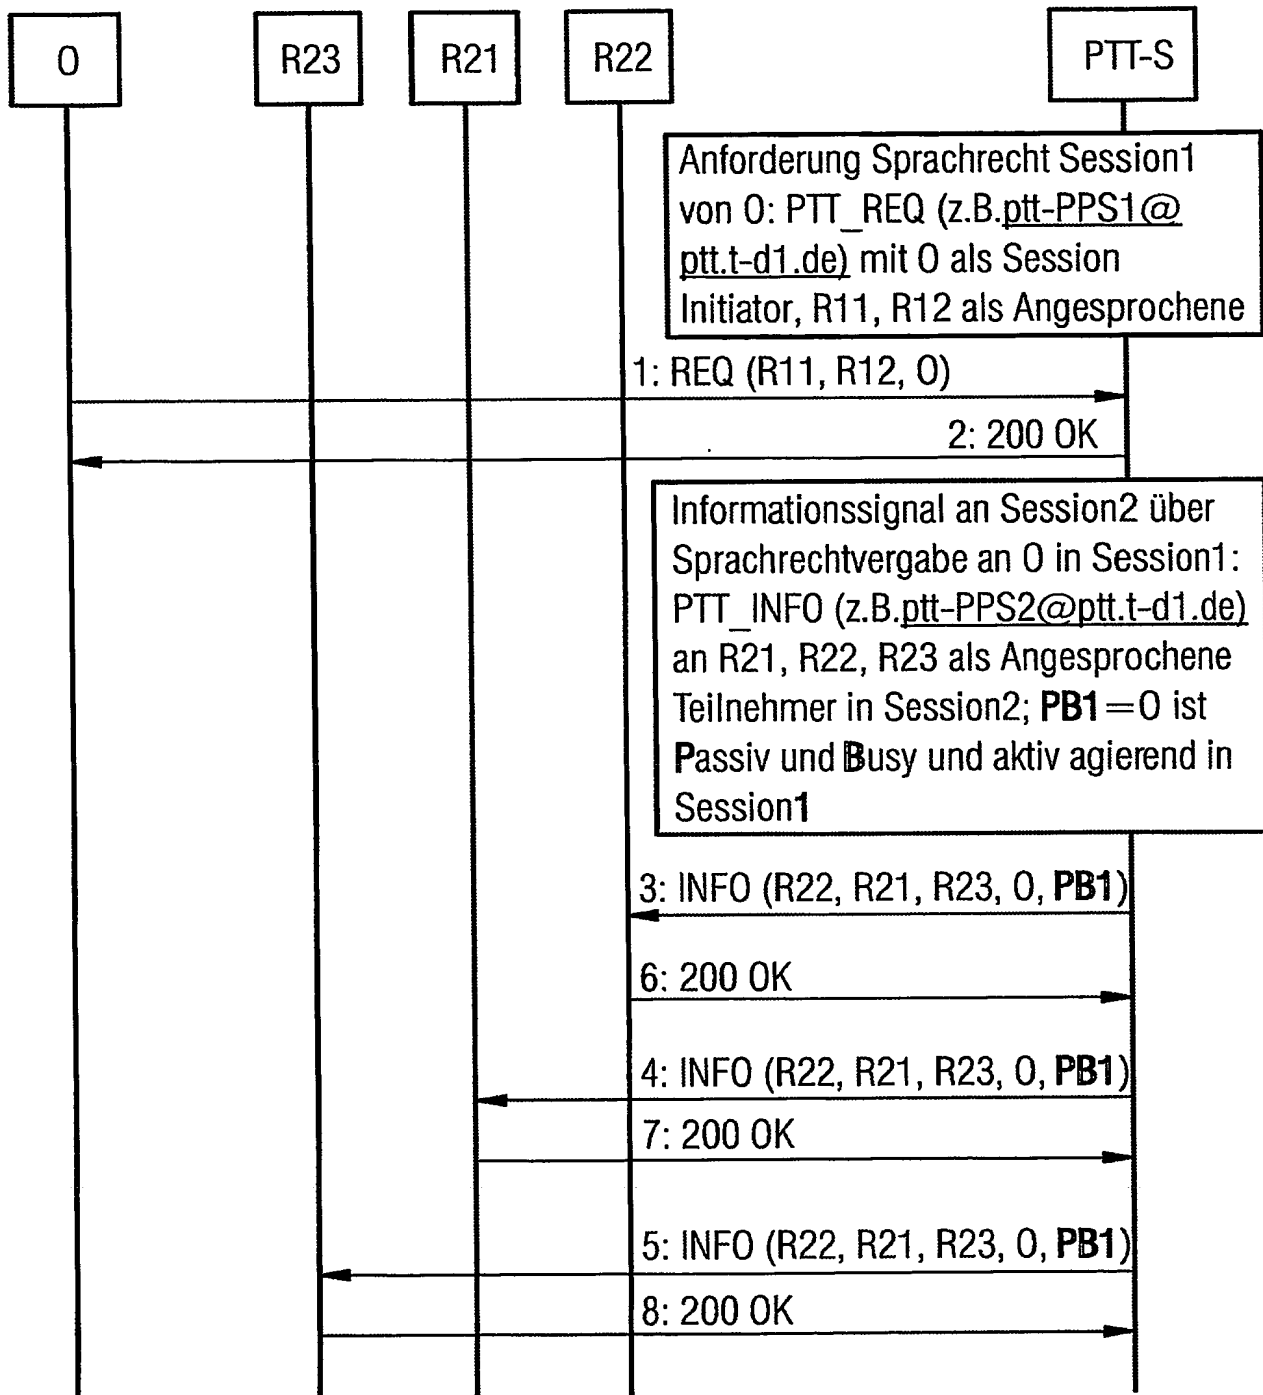 O
R23
R21
R22
PTT-S
Anforderung Sprachrecht Session1
von O: PTT_REQ (z.B.ptt-PPS1@
ptt.t-d1.de) mit O als Session
Initiator, R11, R12 als Angesprochene
1: REQ (R11, R12, O)
2: 200 OK
Informationssignal an Session2 über
Sprachrechtvergabe an O in Session1:
PTT_INFO (z.B.ptt-PPS2@ptt.t-d1.de)
an R21, R22, R23 als Angesprochene
Teilnehmer in Session2; PB1=O ist
Passiv und Busy und aktiv agierend in
Session1
3: INFO (R22, R21, R23, O, PB1)
6: 200 OK
4: INFO (R22, R21, R23, O, PB1)
7: 200 OK
5: INFO (R22, R21, R23, O, PB1)
8: 200 OK